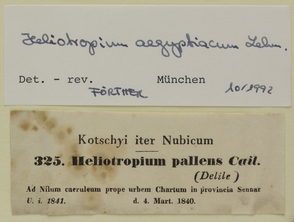 Heliotropium aegyptiacum Lehm.
Det. - rev. München
FÖRTHER 10/1992
Kotschyi iter Nubicum
325. Heliotropium pallens Cail.
(Delile)
Ad Nilum caeruleum prope urbem Chartum in provincia Sennar
U. i. 1841. d. 4. Mart. 1840.